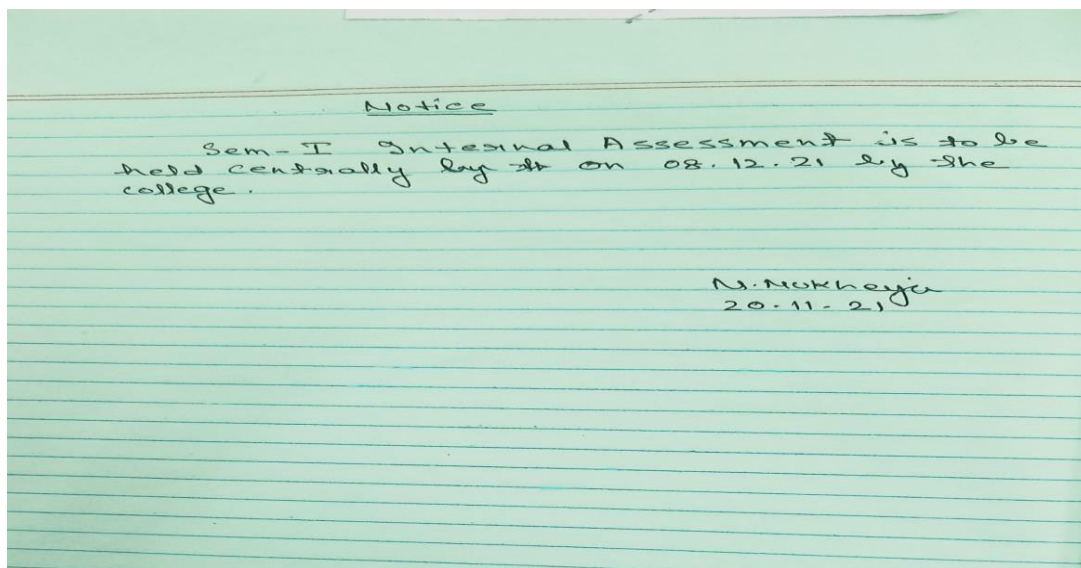 Notice
Sem-I Internal Assessment is to be
held centrally by on 08.12.21 by the
college.
N. Mukherjee
20-11-21